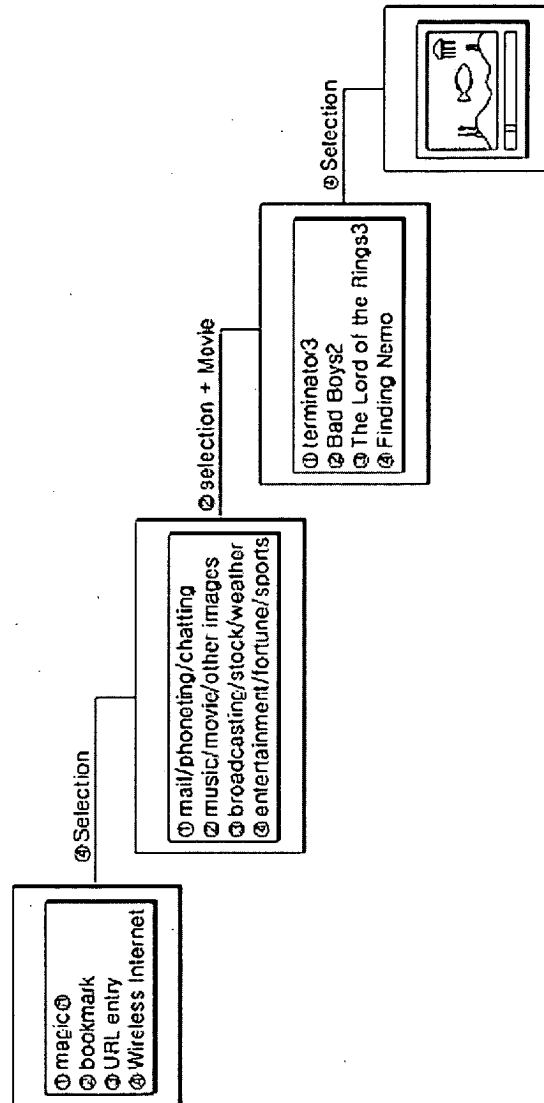 ① magicⓝ
② bookmark
③ URL entry
④ Wireless Internet
④ Selection
① mail/phoneting/chatting
② music/movie/other images
③ broadcasting/stock/weather
④ entertainment/fortune/sports
② selection + Movie
① terminator3
② Bad Boys2
③ The Lord of the Rings3
④ Finding Nemo
④ Selection